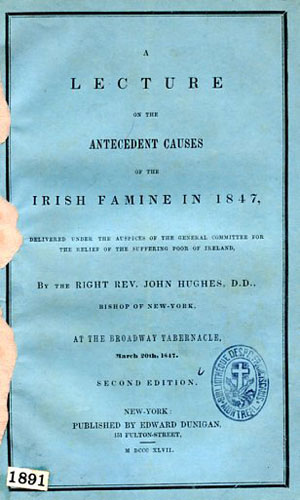 A
LECTURE
ON THE
ANTECEDENT CAUSES
OF THE
IRISH FAMINE IN 1847,
DELIVERED UNDER THE AUSPICES OF THE GENERAL COMMITTEE FOR
THE RELIEF OF THE SUFFERING POOR OF IRELAND,
BY THE RIGHT REV. JOHN HUGHES, D.D.,
BISHOP OF NEW-YORK.
AT THE BROADWAY TABERNACLE,
March 20th, 1847.
SECOND EDITION.
NEW-YORK:
PUBLISHED BY EDWARD DUNIGAN,
151 FULTON-STREET,
M DCCC XLVII.
1891